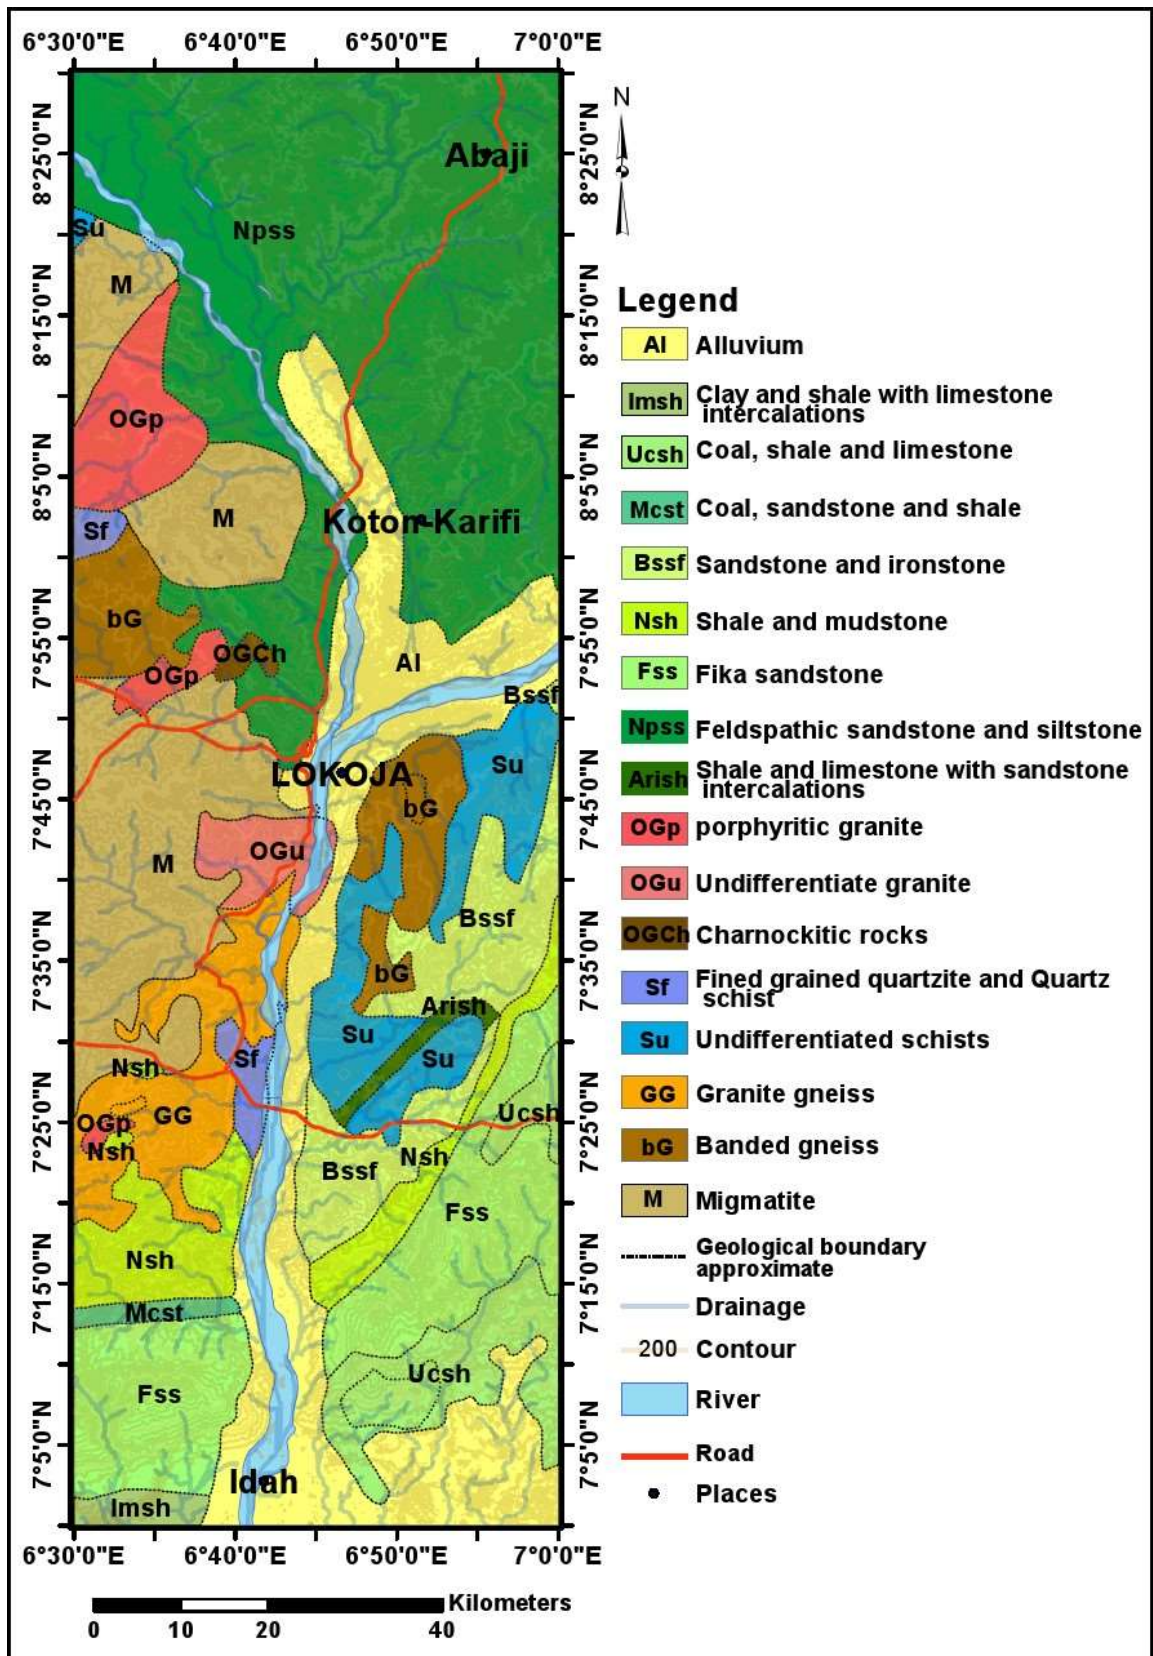 6°30'0"E 6°40'0"E 6°50'0"E 7°0'0"E
8°25'0"N
8°15'0"N
8°5'0"N
7°55'0"N
7°45'0"N
7°35'0"N
7°25'0"N
7°15'0"N
7°5'0"N
Abaji
Su
Npss
M
OGp
M
Sf
Koton-Karifi
bG
OGCh
Al
OGp
Bssf
Su
LOKOJA
bG
OGu
M
Bssf
bG
Arish
Su
Su
Sf
Nsh
Ucsh
GG
OGp
Nsh
Nsh
Bssf
Fss
Nsh
Mcst
Ucsh
Fss
Idah
Imsh
8°25'0"N
8°15'0"N
8°5'0"N
7°55'0"N
7°45'0"N
7°35'0"N
7°25'0"N
7°15'0"N
7°5'0"N
6°30'0"E 6°40'0"E 6°50'0"E 7°0'0"E
Kilometers
0 10 20 40
N
Legend
Al Alluvium
Imsh Clay and shale with limestone
intercalations
Ucsh Coal, shale and limestone
Mcst Coal, sandstone and shale
Bssf Sandstone and ironstone
Nsh Shale and mudstone
Fss Fika sandstone
Npss Feldspathic sandstone and siltstone
Arish Shale and limestone with sandstone
intercalations
OGp porphyritic granite
OGu Undifferentiate granite
OGCh Charnockitic rocks
Sf Fined grained quartzite and Quartz
schist
Su Undifferentiated schists
GG Granite gneiss
bG Banded gneiss
M Migmatite
Geological boundary
approximate
Drainage
200 Contour
River
Road
Places